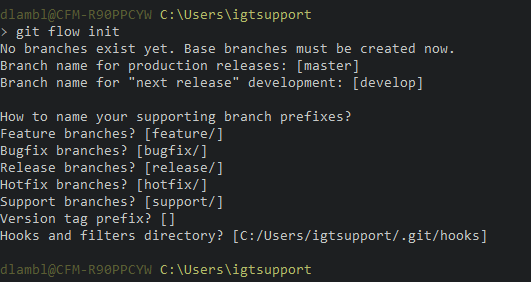 dlambl@CFM-R90PPCYW C:\Users\igtsupport
> git flow init
No branches exist yet. Base branches must be created now.
Branch name for production releases: [master]
Branch name for "next release" development: [develop]
How to name your supporting branch prefixes?
Feature branches? [feature/]
Bugfix branches? [bugfix/]
Release branches? [release/]
Hotfix branches? [hotfix/]
Support branches? [support/]
Version tag prefix? []
Hooks and filters directory? [C:/Users/igtsupport/.git/hooks]
dlambl@CFM-R90PPCYW C:\Users\igtsupport